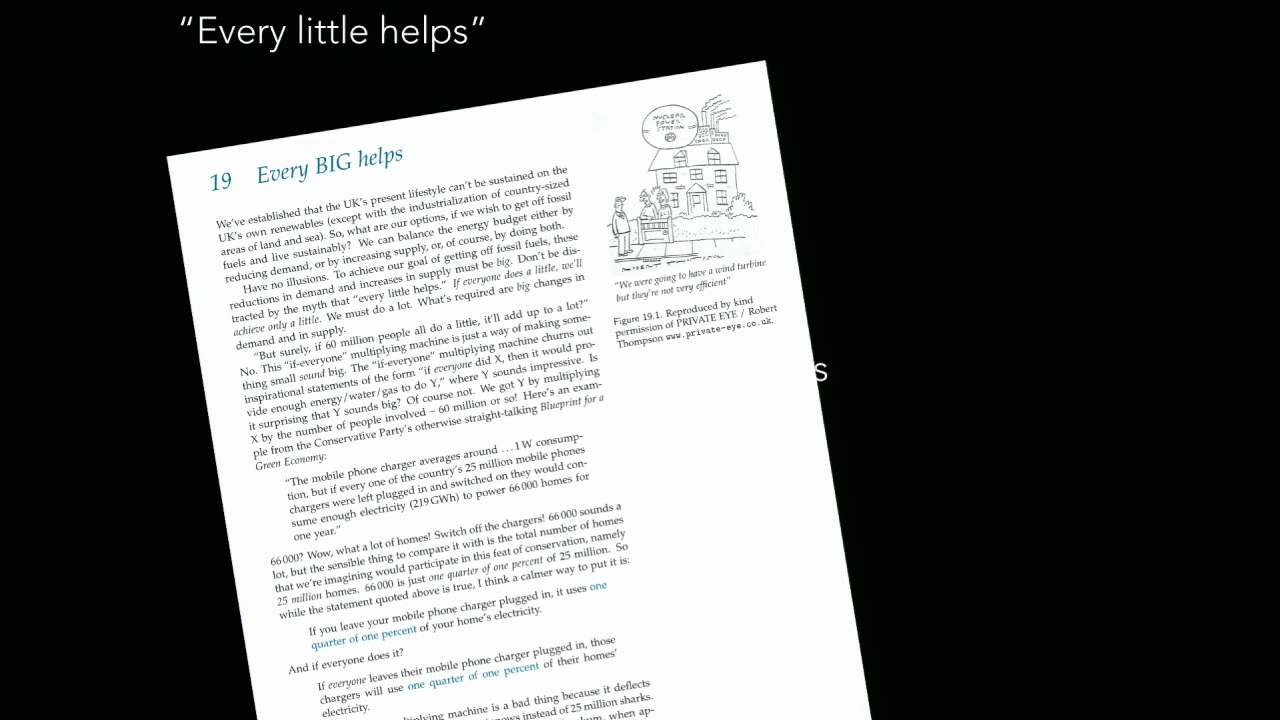 “Every little helps”
19 Every BIG helps
We’ve established that the UK’s present lifestyle can’t be sustained on the
UK’s own renewables (except with the industrialization of country-sized
areas of land and sea). So, what are our options, if we wish to get off fossil
fuels and live sustainably? We can balance the energy budget either by
reducing demand, or by increasing supply, or, of course, by doing both.
Have no illusions. To achieve our goal of getting off fossil fuels, these
reductions in demand and increases in supply must be big. Don’t be dis-
tracted by the myth that “every little helps.” If everyone does a little, we’ll
achieve only a little. We must do a lot. What’s required are big changes in
demand and in supply.
“But surely, if 60 million people all do a little, it’ll add up to a lot?”
No. This “if-everyone” multiplying machine is just a way of making some-
thing small sound big. The “if-everyone” multiplying machine churns out
inspirational statements of the form “if everyone did X, then it would pro-
vide enough energy/water/gas to do Y,” where Y sounds impressive. Is
it surprising that Y sounds big? Of course not. We got Y by multiplying
X by the number of people involved – 60 million or so! Here’s an exam-
ple from the Conservative Party’s otherwise straight-talking Blueprint for a
Green Economy:
“The mobile phone charger averages around . . . 1 W consump-
tion, but if every one of the country’s 25 million mobile phones
chargers were left plugged in and switched on they would con-
sume enough electricity (219 GWh) to power 66 000 homes for
one year.”
66 000? Wow, what a lot of homes! Switch off the chargers! 66 000 sounds a
lot, but the sensible thing to compare it with is the total number of homes
that we’re imagining would participate in this feat of conservation, namely
25 million homes. 66 000 is just one quarter of one percent of 25 million. So
while the statement quoted above is true, I think a calmer way to put it is:
If you leave your mobile phone charger plugged in, it uses one
quarter of one percent of your home’s electricity.
And if everyone does it?
If everyone leaves their mobile phone charger plugged in, those
chargers will use one quarter of one percent of their homes’
electricity.
multiplying machine is a bad thing because it deflects
instead of 25 million sharks.
when ap-
NUCLEAR
POWER
STATION
“We were going to have a wind turbine
but they’re not very efficient”
Figure 19.1. Reproduced by kind
permission of PRIVATE EYE / Robert
Thompson www.private-eye.co.uk.
s